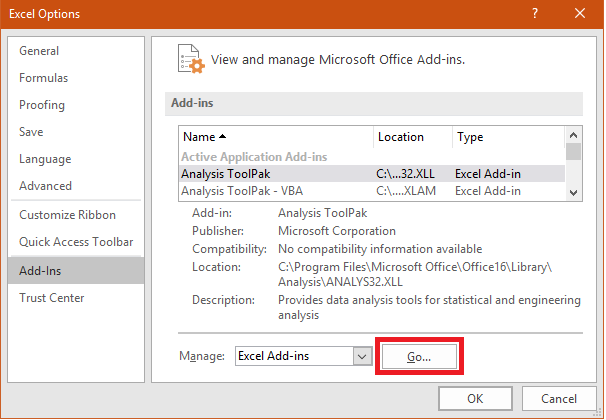 Excel Options ? ×
General
Formulas
Proofing
Save
Language
Advanced
Customize Ribbon
Quick Access Toolbar
Add-Ins
Trust Center
View and manage Microsoft Office Add-ins.
Add-ins
Name Location Type
Active Application Add-ins
Analysis ToolPak C:\...32.XLL Excel Add-in
Analysis ToolPak - VBA C:\....XLAM Excel Add-in
Add-in: Analysis ToolPak
Publisher: Microsoft Corporation
Compatibility: No compatibility information available
Location: C:\Program Files\Microsoft Office\Office16\Library\
Analysis\ANALYS32.XLL
Description: Provides data analysis tools for statistical and engineering
analysis
Manage: Excel Add-ins Go...
OK Cancel